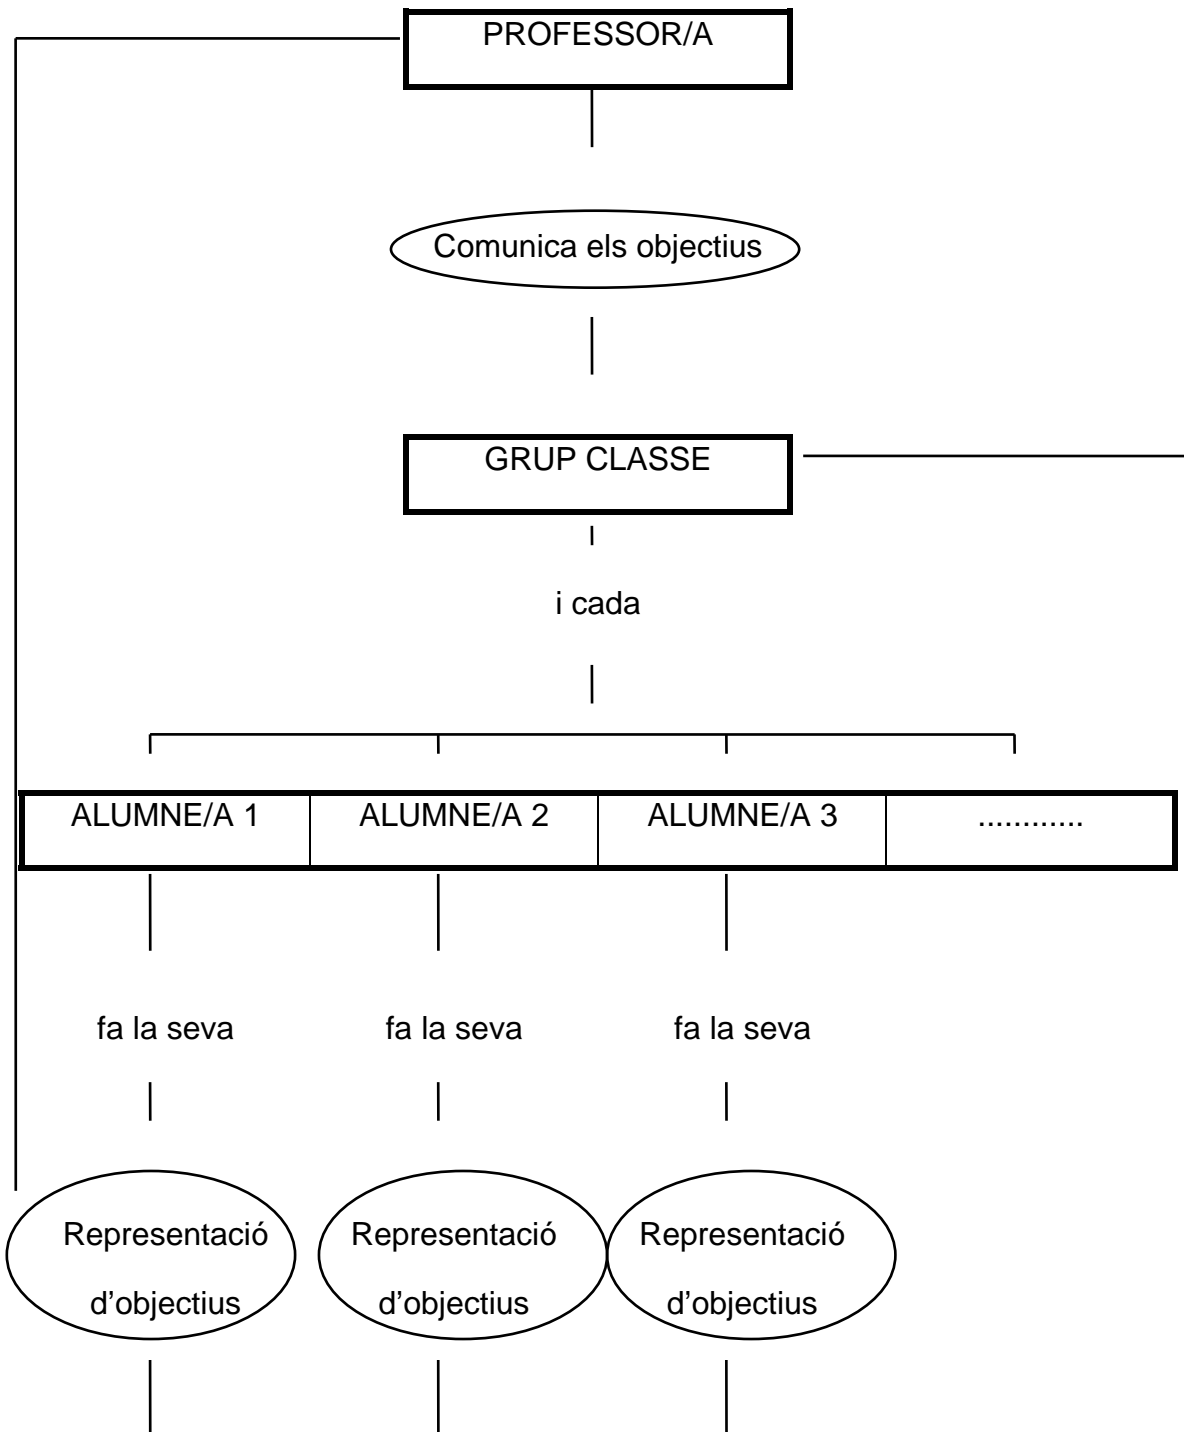 PROFESSOR/A
Comunica els objectius
GRUP CLASSE
i cada
ALUMNE/A 1 ALUMNE/A 2 ALUMNE/A 3 ............
fa la seva fa la seva fa la seva
Representació Representació Representació
d’objectius d’objectius d’objectius